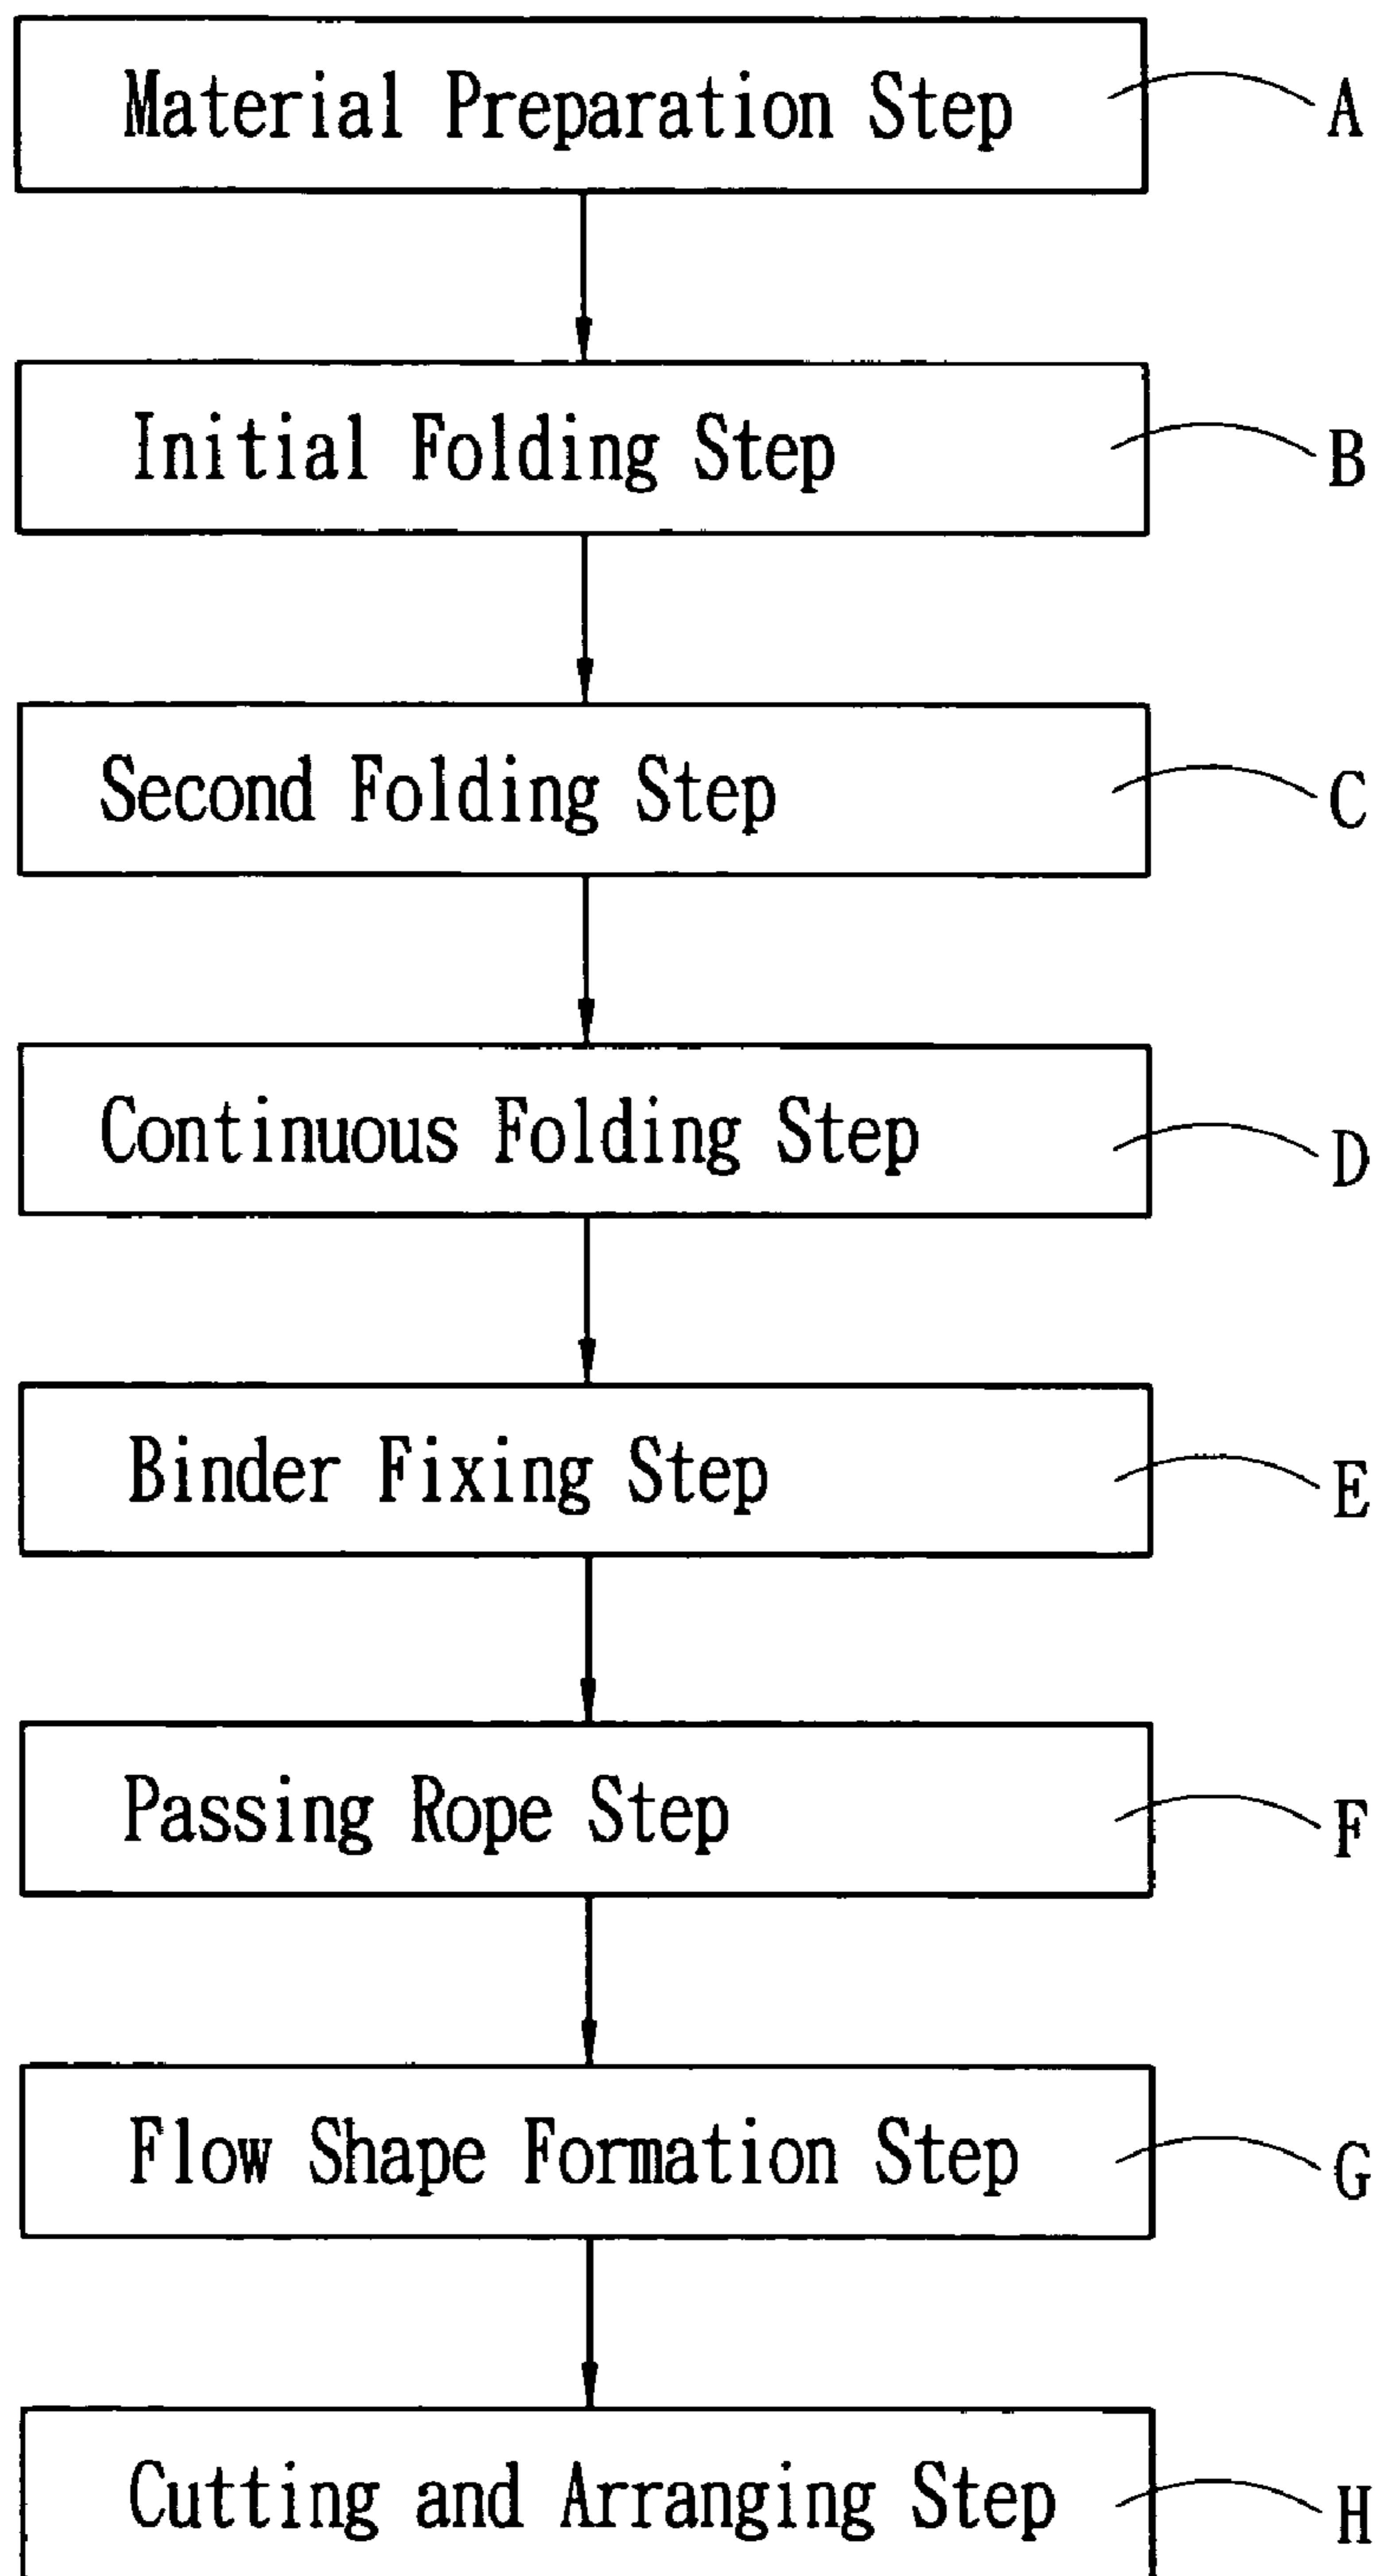 Material Preparation Step A
Initial Folding Step B
Second Folding Step C
Continuous Folding Step D
Binder Fixing Step E
Passing Rope Step F
Flow Shape Formation Step G
Cutting and Arranging Step H